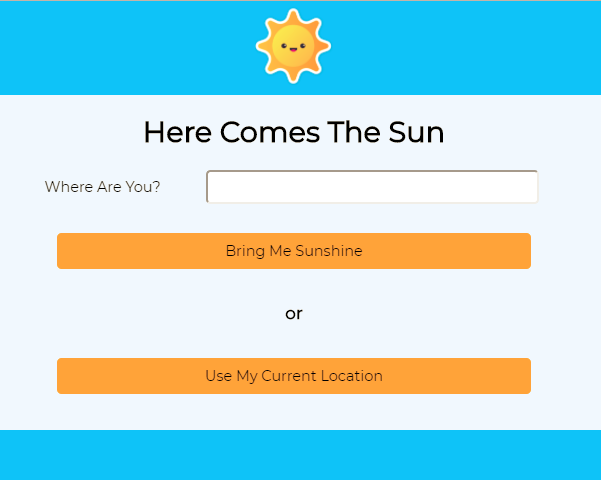 Here Comes The Sun
Where Are You?
Bring Me Sunshine
or
Use My Current Location